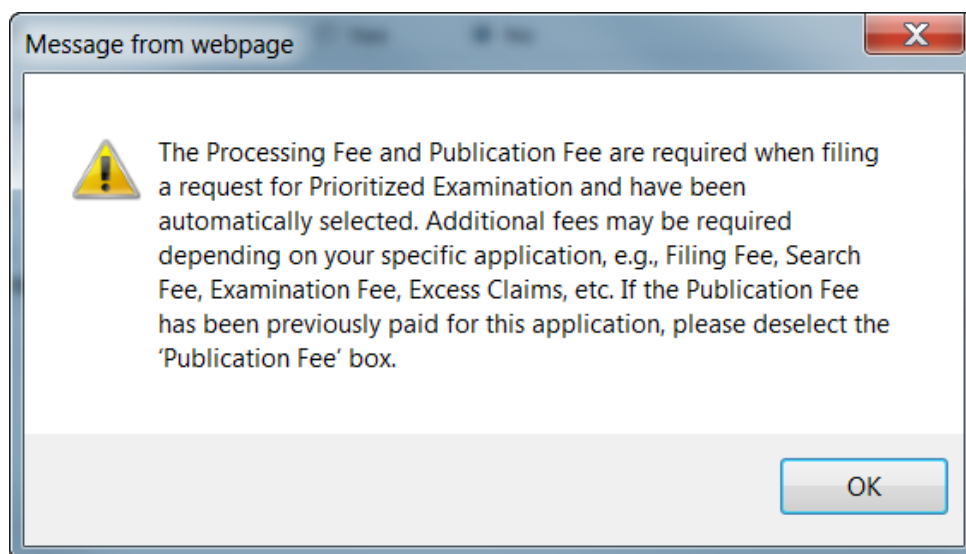 Message from webpage
The Processing Fee and Publication Fee are required when filing
a request for Prioritized Examination and have been
automatically selected. Additional fees may be required
depending on your specific application, e.g., Filing Fee, Search
Fee, Examination Fee, Excess Claims, etc. If the Publication Fee
has been previously paid for this application, please deselect the
‘Publication Fee’ box.
OK